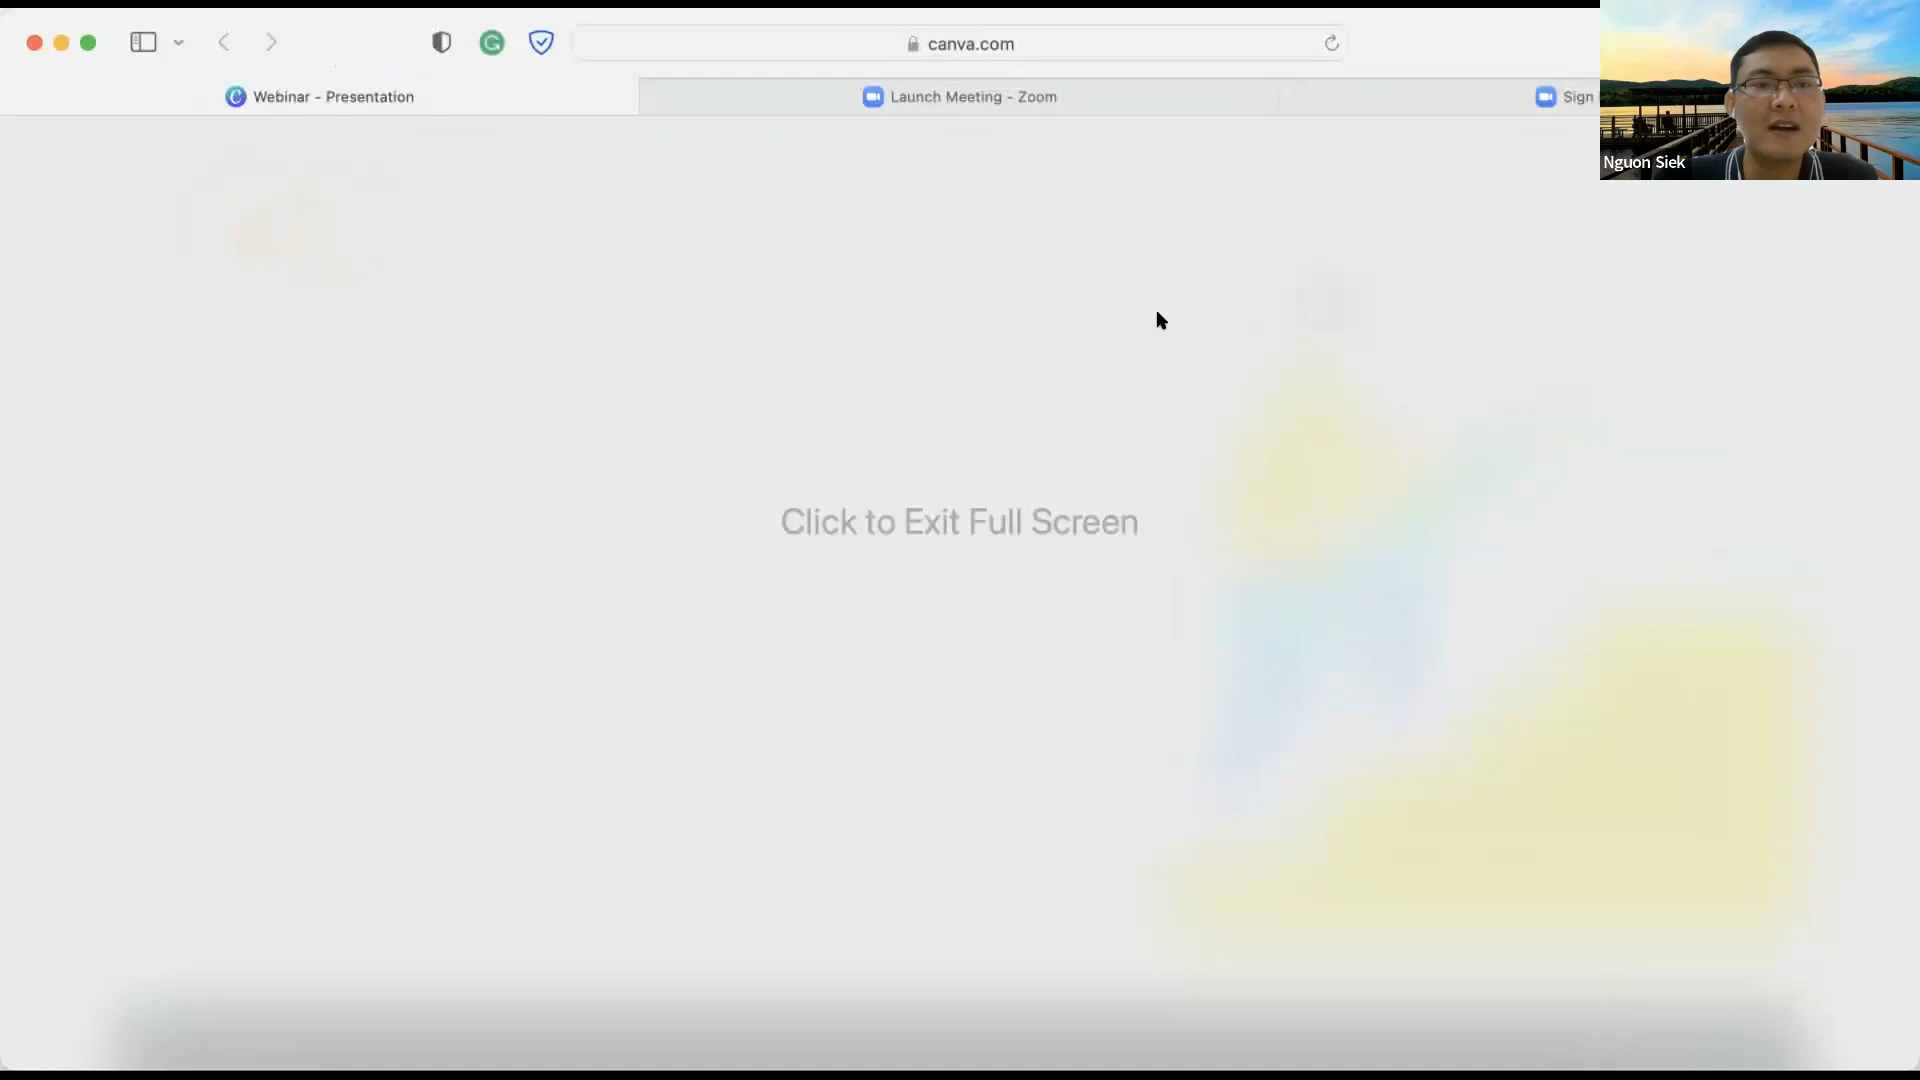 canva.com
Webinar - Presentation
Launch Meeting - Zoom
Sign
Nguon Siek
Click to Exit Full Screen